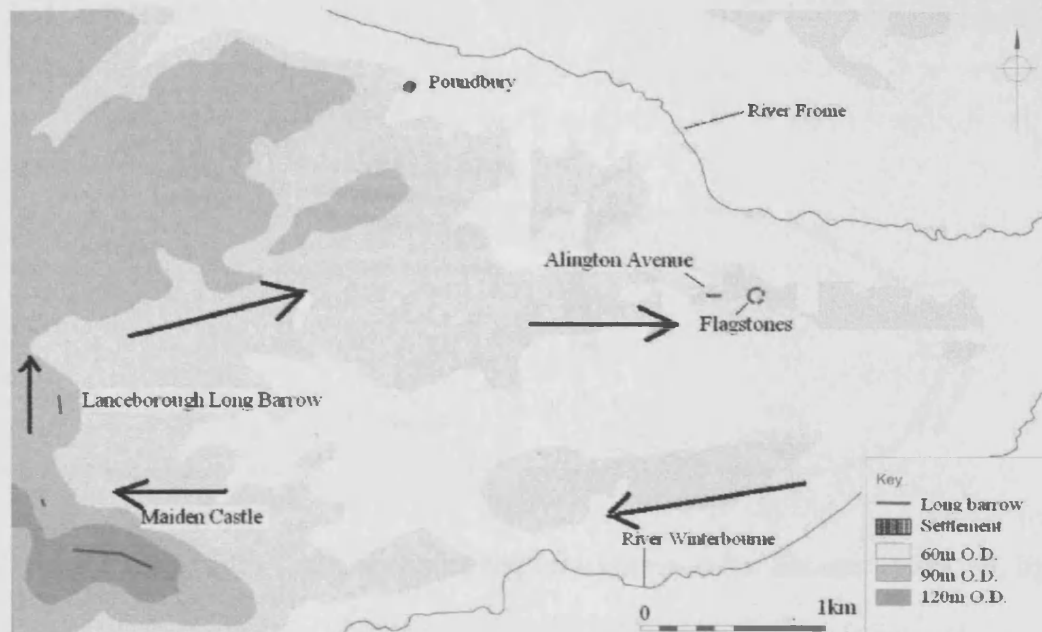 Poundbury
River Frome
Alington Avenue
Flagstones
Lanceborough Long Barrow
Maiden Castle
River Winterbourne
Key
Long barrow
Settlement
60m O.D.
90m O.D.
120m O.D.
0 1km